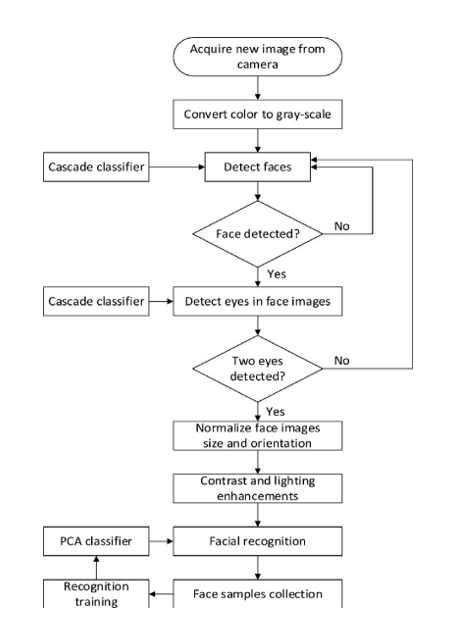 Acquire new image from
camera
Convert color to gray-scale
Cascade classifier
Detect faces
Face detected?
No
Yes
Cascade classifier
Detect eyes in face images
Two eyes
detected?
No
Yes
Normalize face images
size and orientation
Contrast and lighting
enhancements
PCA classifier
Facial recognition
Recognition
training
Face samples collection